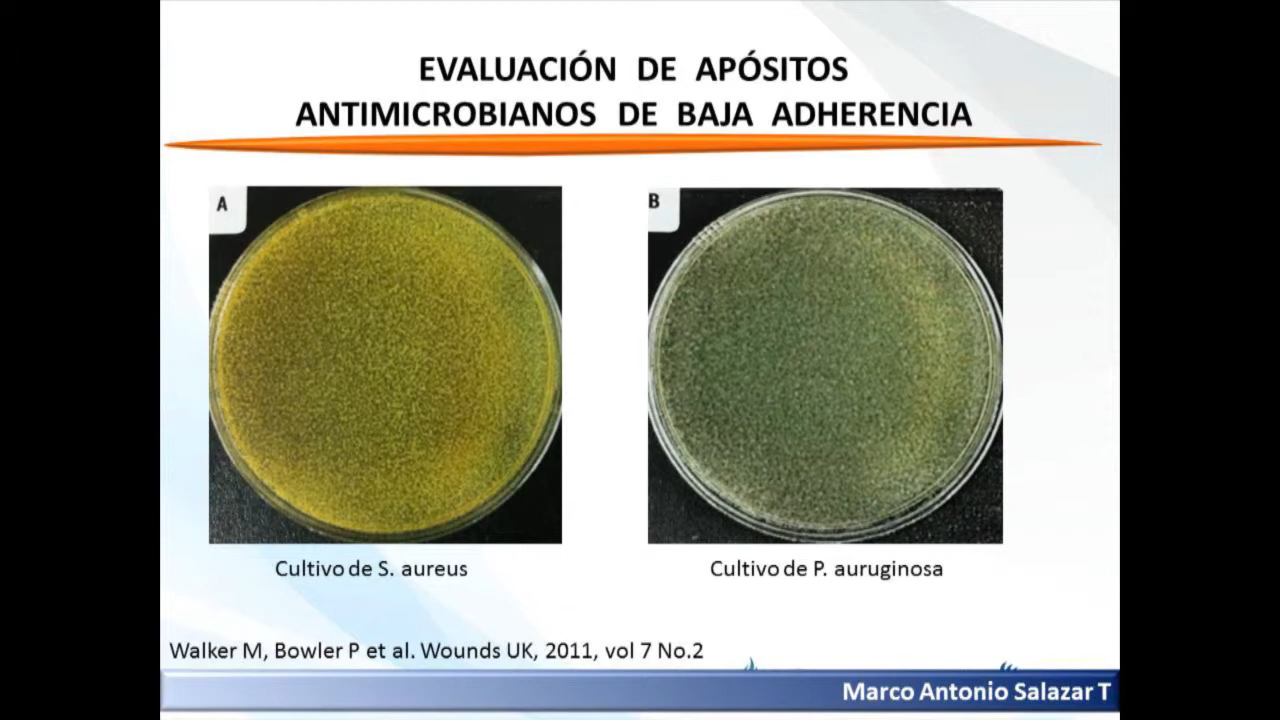 EVALUACIÓN DE APÓSITOS
ANTIMICROBIANOS DE BAJA ADHERENCIA
A
B
Cultivo de S. aureus
Cultivo de P. auruginosa
Walker M, Bowler P et al. Wounds UK, 2011, vol 7 No.2
Marco Antonio Salazar T